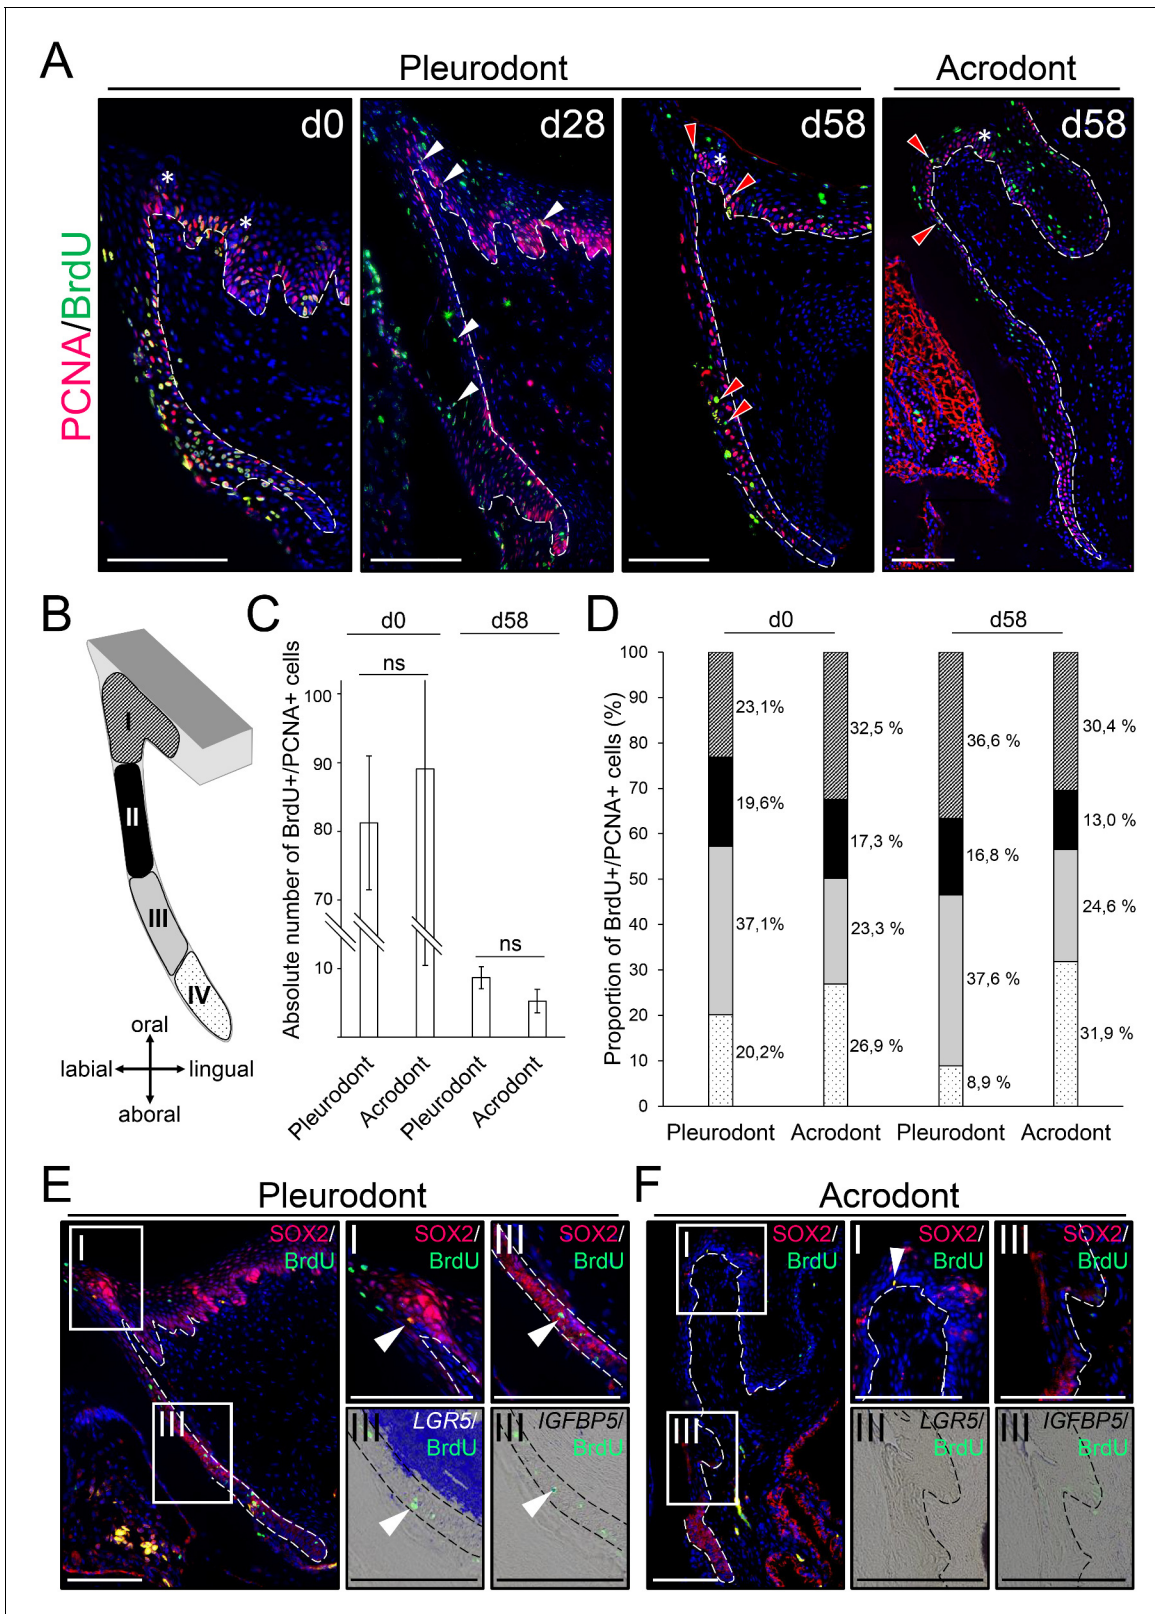 A
Pleurodont
Acrodont
PCNA/BrdU
d0
*
*
d28
d58
*
d58
*
B
I
II
III
IV
oral
labial
lingual
aboral
C
d0
d58
ns
ns
Absolute number of BrdU+/PCNA+ cells
100
90
80
70
10
Pleurodont
Acrodont
Pleurodont
Acrodont
D
d0
d58
Proportion of BrdU+/PCNA+ cells (%)
100
90
80
70
60
50
40
30
20
10
0
23,1%
19,6%
37,1%
20,2%
32,5 %
17,3 %
23,3 %
26,9 %
36,6 %
16,8 %
37,6 %
8,9 %
30,4 %
13,0 %
24,6 %
31,9 %
Pleurodont
Acrodont
Pleurodont
Acrodont
E
Pleurodont
I
III
SOX2/
BrdU
I
SOX2/
BrdU
III
SOX2/
BrdU
III
LGR5/
BrdU
III
IGFBP5/
BrdU
F
Acrodont
I
III
SOX2/
BrdU
I
SOX2/
BrdU
III
SOX2/
BrdU
III
LGR5/
BrdU
III
IGFBP5/
BrdU